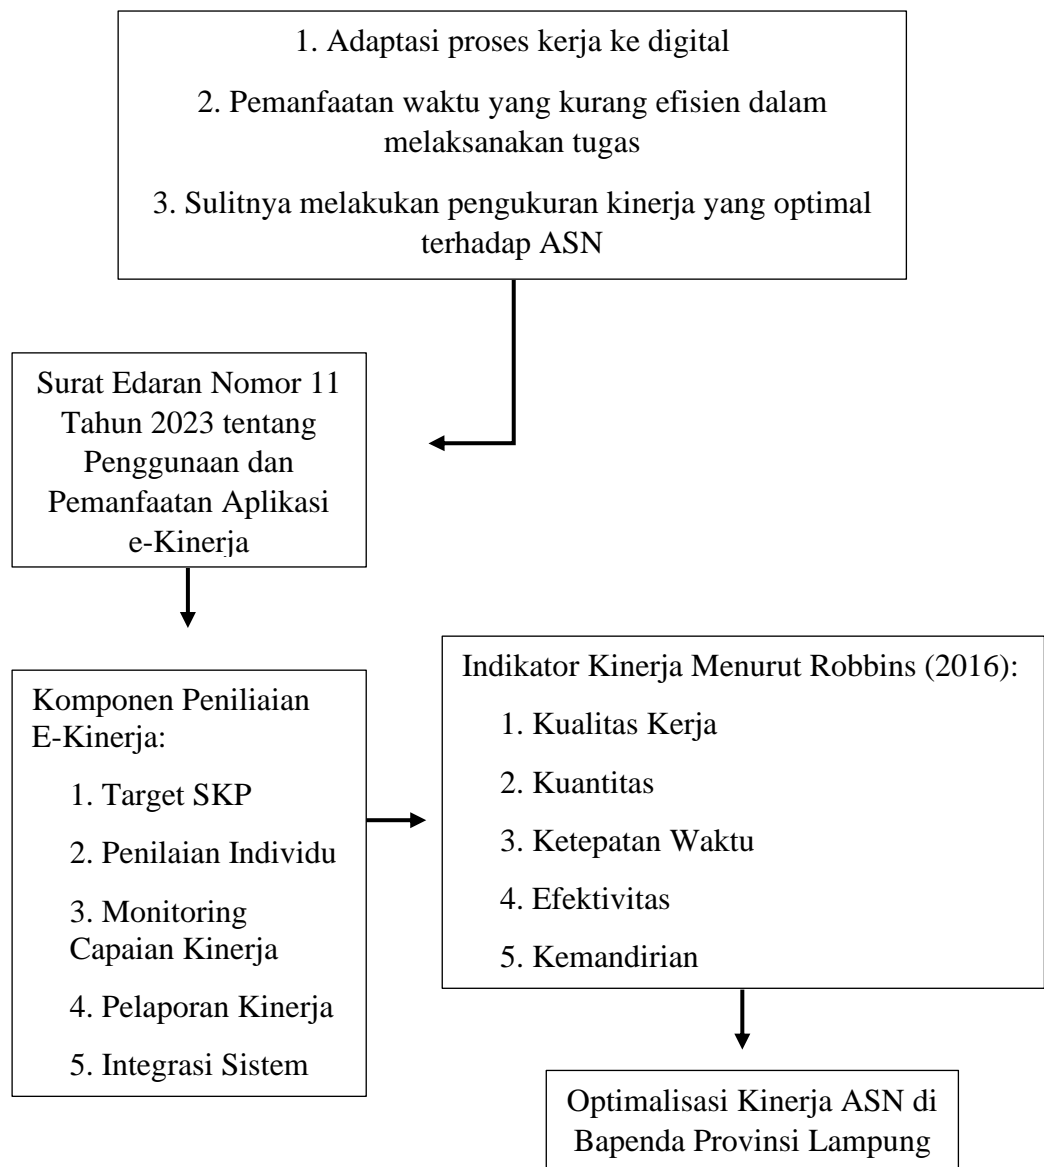 1. Adaptasi proses kerja ke digital
2. Pemanfaatan waktu yang kurang efisien dalam
melaksanakan tugas
3. Sulitnya melakukan pengukuran kinerja yang optimal
terhadap ASN
Surat Edaran Nomor 11
Tahun 2023 tentang
Penggunaan dan
Pemanfaatan Aplikasi
e-Kinerja
Komponen Peniliaian
E-Kinerja:
1. Target SKP
2. Penilaian Individu
3. Monitoring
Capaian Kinerja
4. Pelaporan Kinerja
5. Integrasi Sistem
Indikator Kinerja Menurut Robbins (2016):
1. Kualitas Kerja
2. Kuantitas
3. Ketepatan Waktu
4. Efektivitas
5. Kemandirian
Optimalisasi Kinerja ASN di
Bapenda Provinsi Lampung